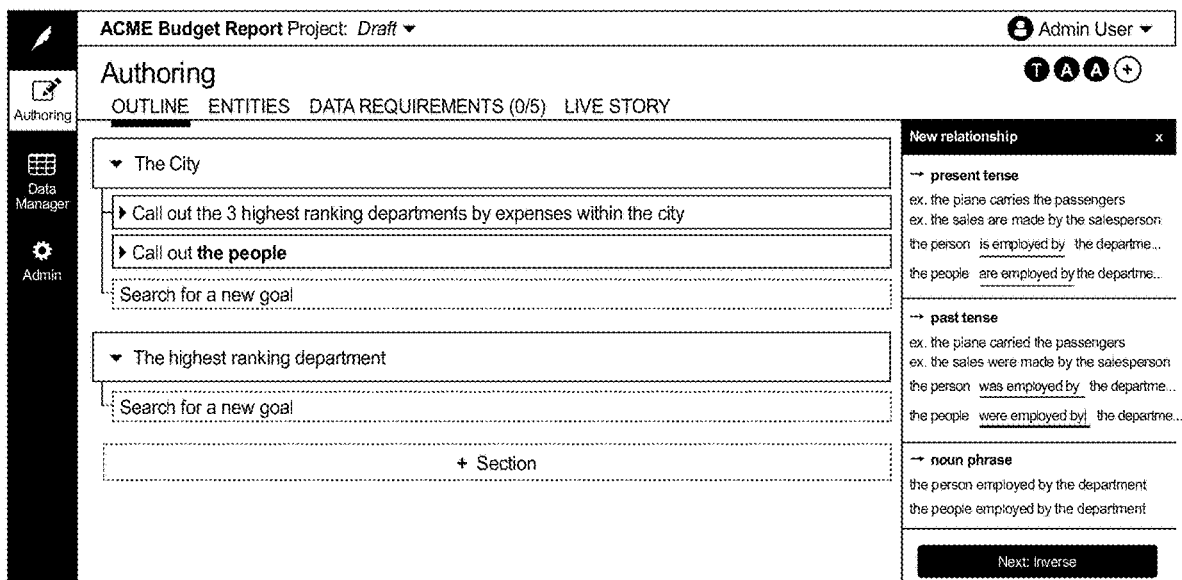 ACME Budget Report Project: Draft
Admin User
Authoring
T A A +
OUTLINE ENTITIES DATA REQUIREMENTS (0/5) LIVE STORY
Authoring
Data
Manager
Admin
The City
Call out the 3 highest ranking departments by expenses within the city
Call out the people
Search for a new goal
The highest ranking department
Search for a new goal
+ Section
New relationship x
→ present tense
ex. the plane carries the passengers
ex. the sales are made by the salesperson
the person is employed by the departme...
the people are employed by the departme...
→ past tense
ex. the plane carried the passengers
ex. the sales were made by the salesperson
the person was employed by the departme...
the people were employed by the departme...
→ noun phrase
the person employed by the department
the people employed by the department
Next: Inverse